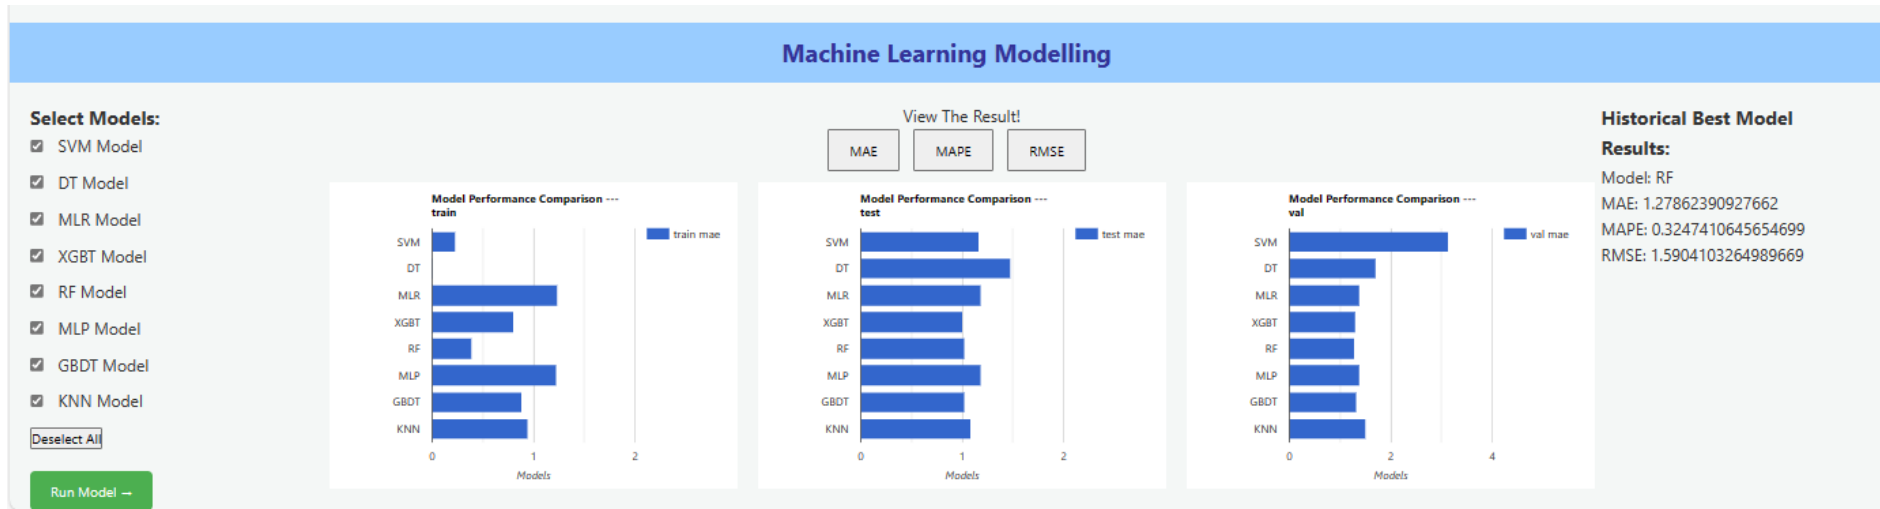 Machine Learning Modelling
Select Models:
SVM Model
DT Model
MLR Model
XGBT Model
RF Model
MLP Model
GBDT Model
KNN Model
Deselect All
Run Model →
View The Result!
MAE
MAPE
RMSE
Model Performance Comparison ---
train
train mae
SVM
DT
MLR
XGBT
RF
MLP
GBDT
KNN
0 1 2
Models
Model Performance Comparison ---
test
test mae
SVM
DT
MLR
XGBT
RF
MLP
GBDT
KNN
0 1 2
Models
Model Performance Comparison ---
val
val mae
SVM
DT
MLR
XGBT
RF
MLP
GBDT
KNN
0 2 4
Models
Historical Best Model
Results:
Model: RF
MAE: 1.27862390927662
MAPE: 0.3247410645654699
RMSE: 1.5904103264989669